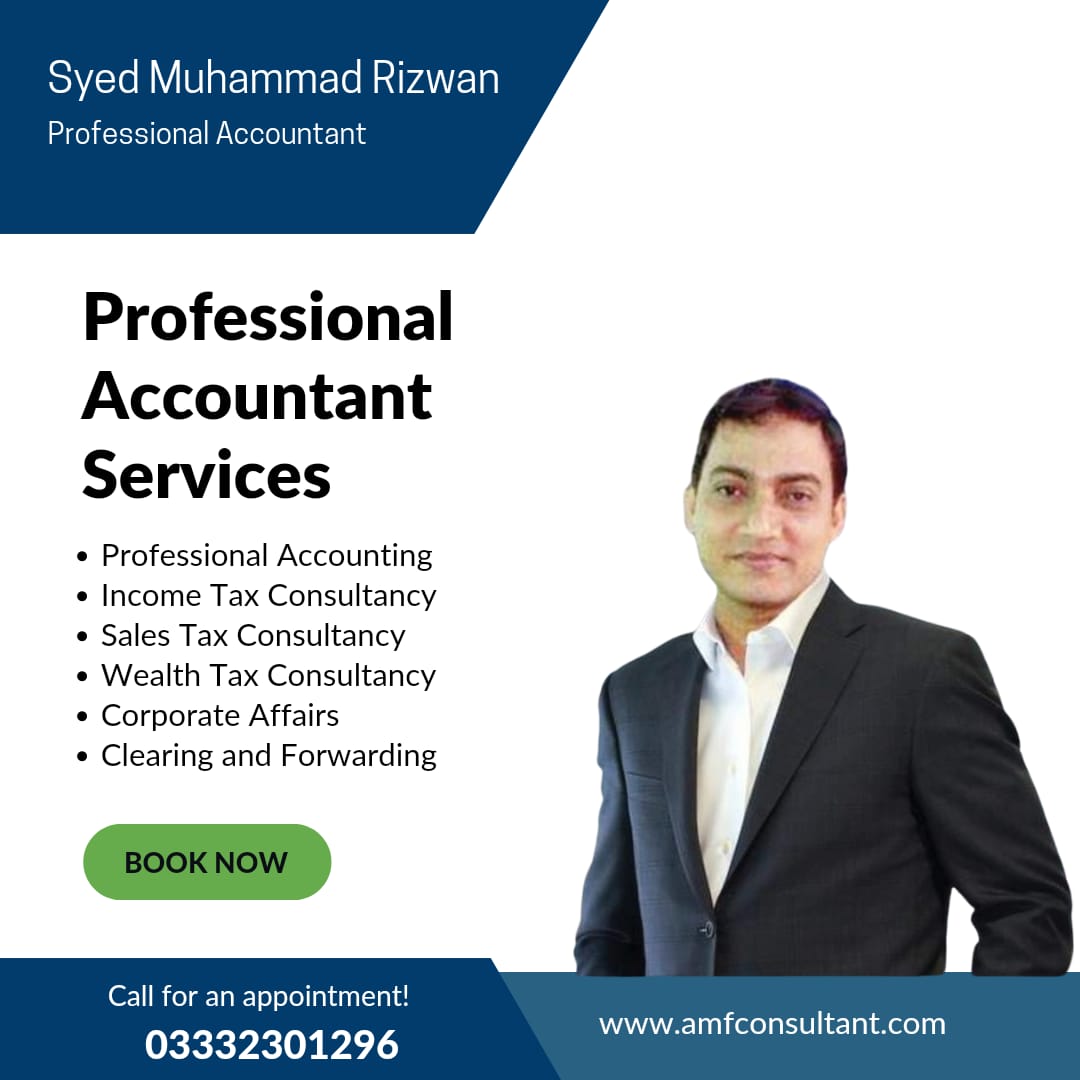 Syed Muhammad Rizwan
Professional Accountant
Professional
Accountant
Services
• Professional Accounting
• Income Tax Consultancy
• Sales Tax Consultancy
• Wealth Tax Consultancy
• Corporate Affairs
• Clearing and Forwarding
BOOK NOW
Call for an appointment!
03332301296
www.amfconsultant.com